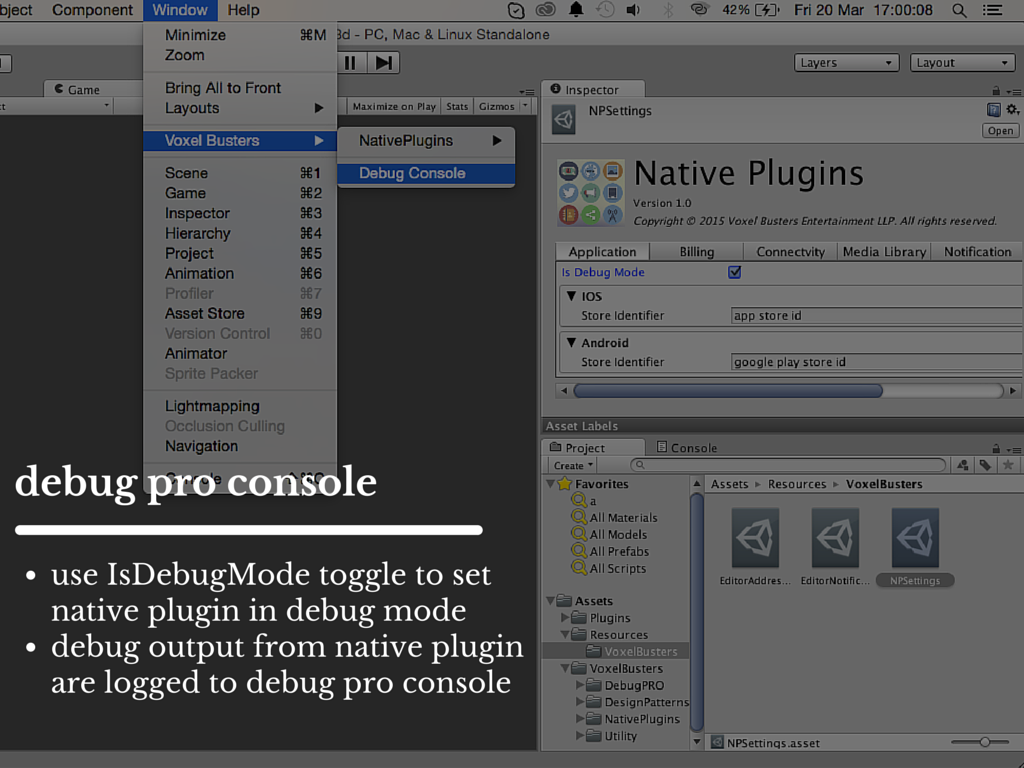 bject Component Window Help 42% Fri 20 Mar 17:00:08
3d - PC, Mac & Linux Standalone
Layers Layout
Game
Maximize on Play Stats Gizmos
Minimize ⌘M
Zoom
Bring All to Front
Layouts
Voxel Busters
Scene ⌘1
Game ⌘2
Inspector ⌘3
Hierarchy ⌘4
Project ⌘5
Animation ⌘6
Profiler ⌘7
Asset Store ⌘9
Version Control ⌘0
Animator
Sprite Packer
Lightmapping
Occlusion Culling
Navigation
NativePlugins
Debug Console
Inspector
NPSettings
Open
Native Plugins
Version 1.0
Copyright © 2015 Voxel Busters Entertainment LLP. All rights reserved.
Application Billing Connectvity Media Library Notification
Is Debug Mode
IOS
Store Identifier app store id
Android
Store Identifier google play store id
Asset Labels
Project Console
Create
Favorites
a
All Materials
All Models
All Prefabs
All Scripts
Assets
Plugins
Resources
VoxelBusters
VoxelBusters
DebugPRO
DesignPatterns
NativePlugins
Utility
Assets Resources VoxelBusters
EditorAddres... EditorNotific... NPSettings
NPSettings.asset
debug pro console
• use IsDebugMode toggle to set
native plugin in debug mode
• debug output from native plugin
are logged to debug pro console